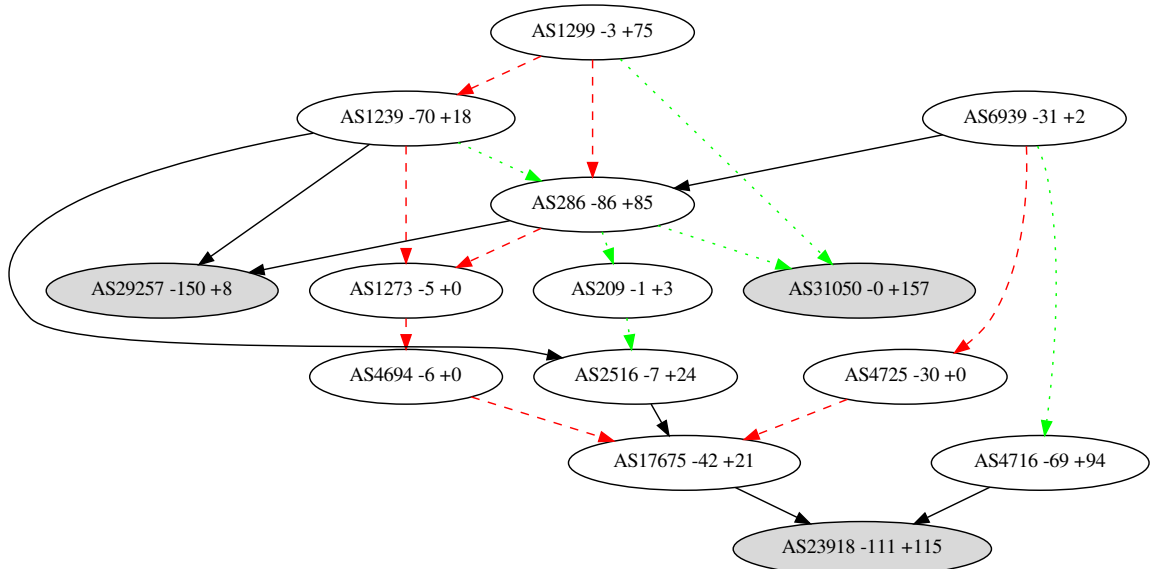 AS1299 -3 +75
AS1239 -70 +18
AS6939 -31 +2
AS286 -86 +85
AS29257 -150 +8
AS1273 -5 +0
AS209 -1 +3
AS31050 -0 +157
AS4694 -6 +0
AS2516 -7 +24
AS4725 -30 +0
AS17675 -42 +21
AS4716 -69 +94
AS23918 -111 +115